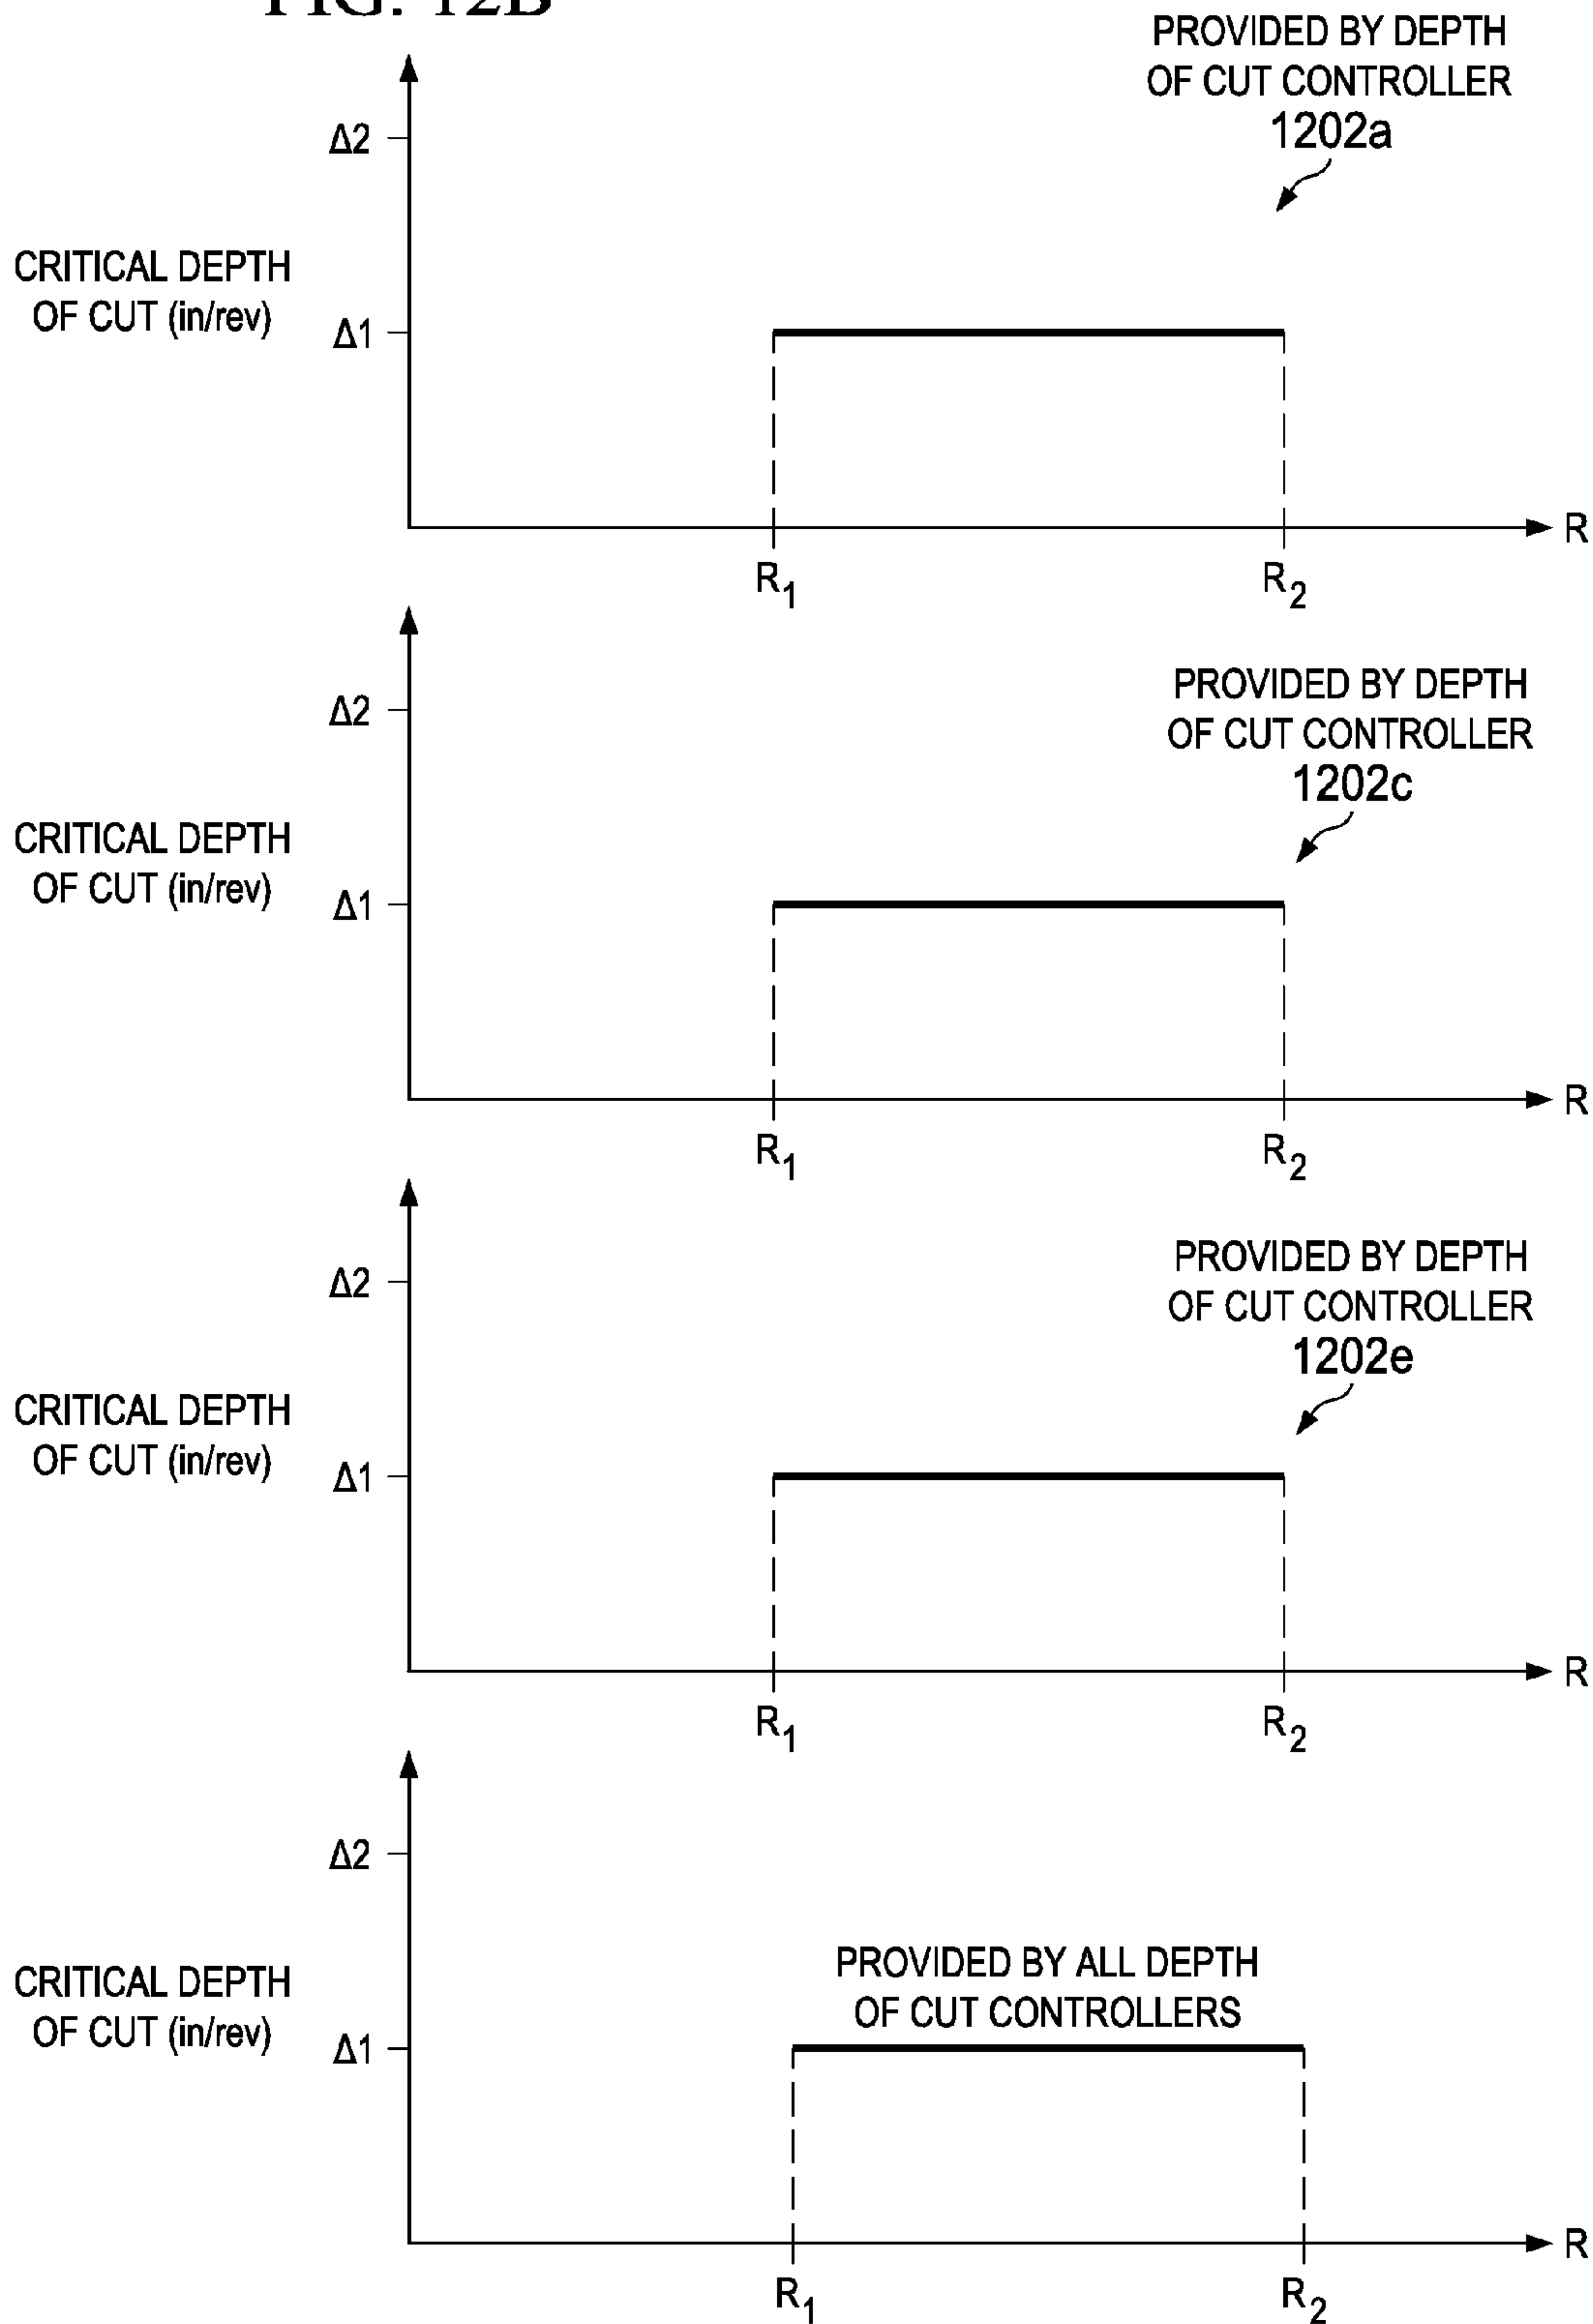 FIG. 12B
PROVIDED BY DEPTH
OF CUT CONTROLLER
1202a
Δ2
CRITICAL DEPTH
OF CUT (in/rev)
Δ1
R
R1
R2
PROVIDED BY DEPTH
OF CUT CONTROLLER
1202c
Δ2
CRITICAL DEPTH
OF CUT (in/rev)
Δ1
R
R1
R2
PROVIDED BY DEPTH
OF CUT CONTROLLER
1202e
Δ2
CRITICAL DEPTH
OF CUT (in/rev)
Δ1
R
R1
R2
Δ2
PROVIDED BY ALL DEPTH
OF CUT CONTROLLERS
CRITICAL DEPTH
OF CUT (in/rev)
Δ1
R
R1
R2